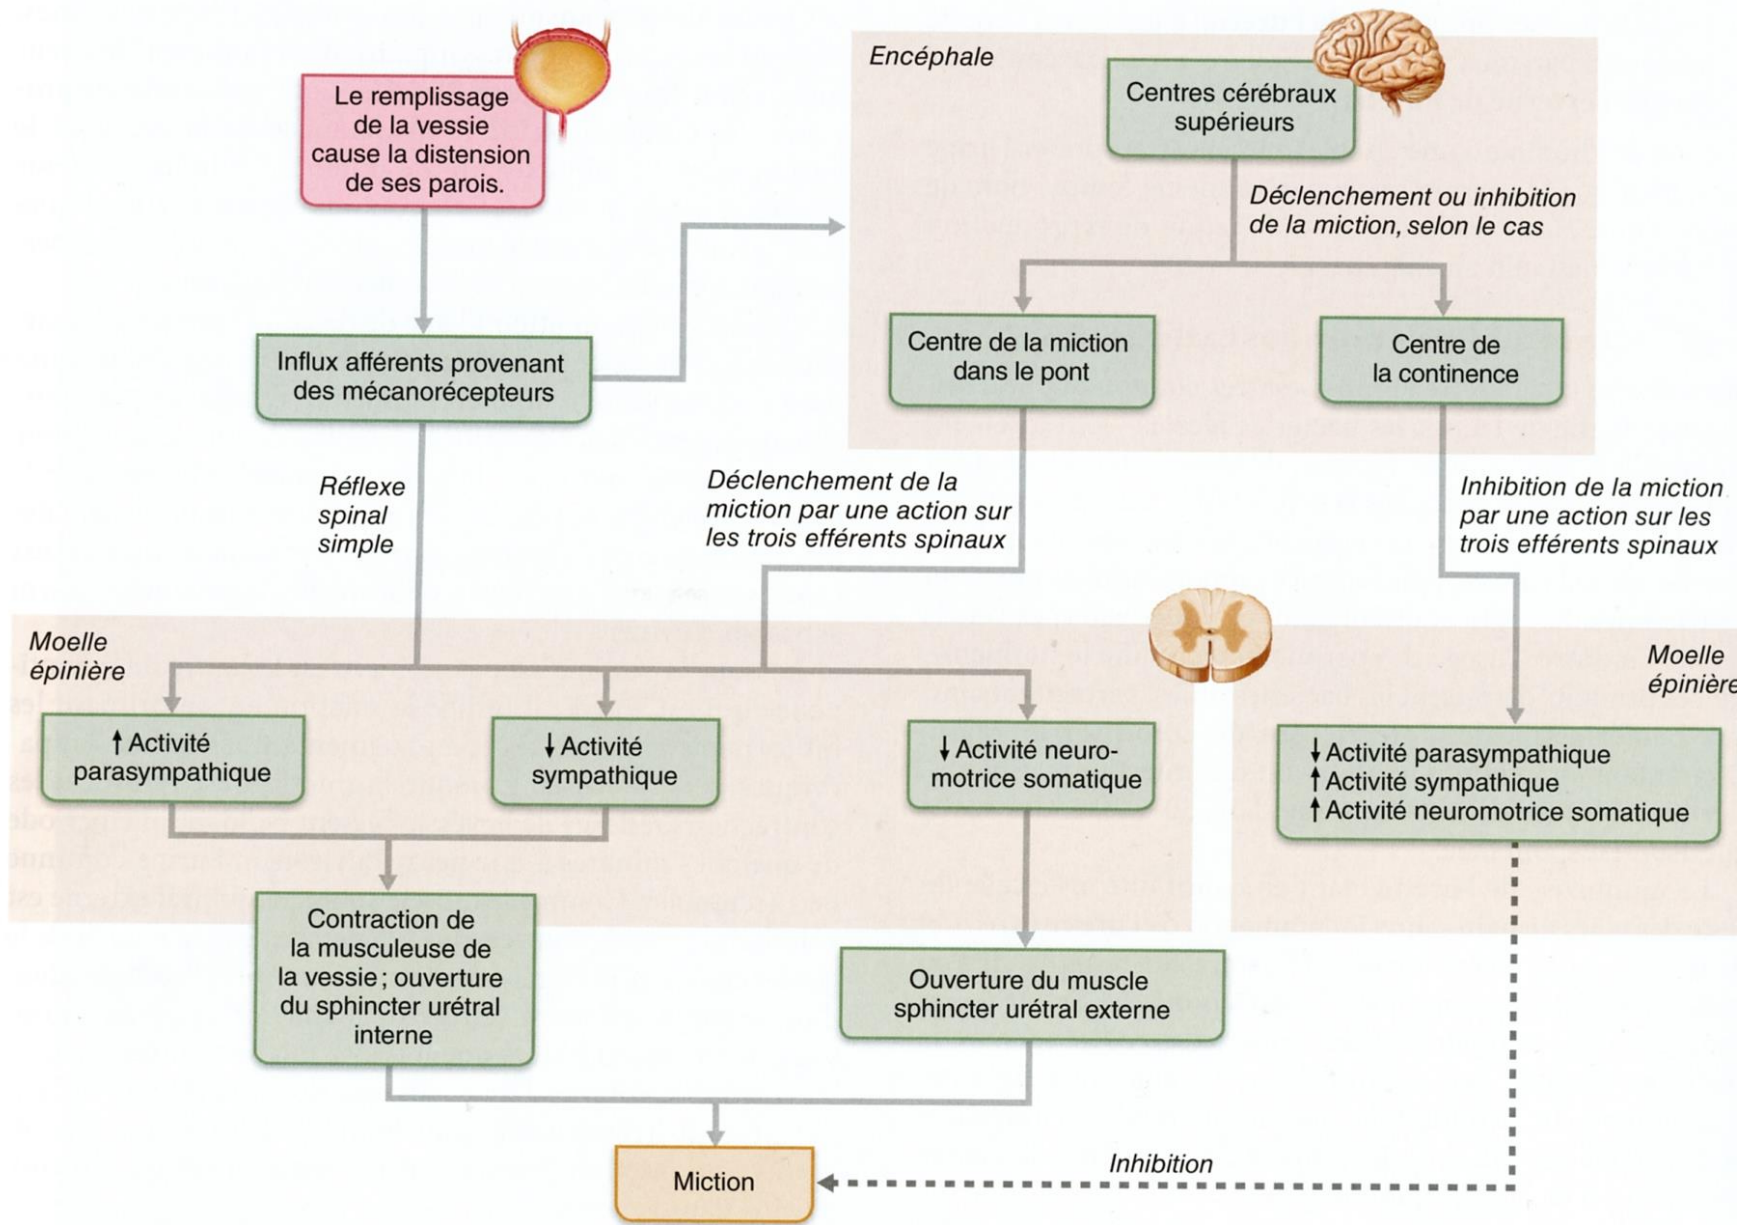 Le remplissage
de la vessie
cause la distension
de ses parois.
Encéphale
Centres cérébraux
supérieurs
Déclenchement ou inhibition
de la miction, selon le cas
Influx afférents provenant
des mécanorécepteurs
Centre de la miction
dans le pont
Centre de
la continence
Réflexe
spinal
simple
Déclenchement de la
miction par une action sur
les trois efférents spinaux
Inhibition de la miction
par une action sur les
trois efférents spinaux
Moelle
épinière
Moelle
épinière
↑ Activité
parasympathique
↓ Activité
sympathique
↓ Activité neuro-
motrice somatique
↓ Activité parasympathique
↑ Activité sympathique
↑ Activité neuromotrice somatique
Contraction de
la musculeuse de
la vessie ; ouverture
du sphincter urétral
interne
Ouverture du muscle
sphincter urétral externe
Miction
Inhibition